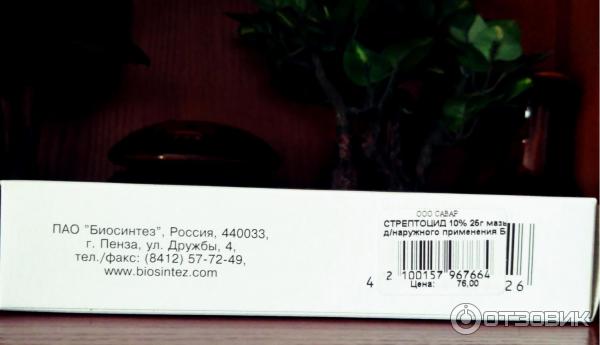 ПАО "Биосинтез", Россия, 440033,
г. Пенза, ул. Дружбы, 4,
тел./факс: (8412) 57-72-49,
www.biosintez.com
ООО САВАР
СТРЕПТОЦИД 10% 25г мазь
д/наружного применения Б
2 100157 967664
Цена: 76,00
4
26
ОТЗОВИК